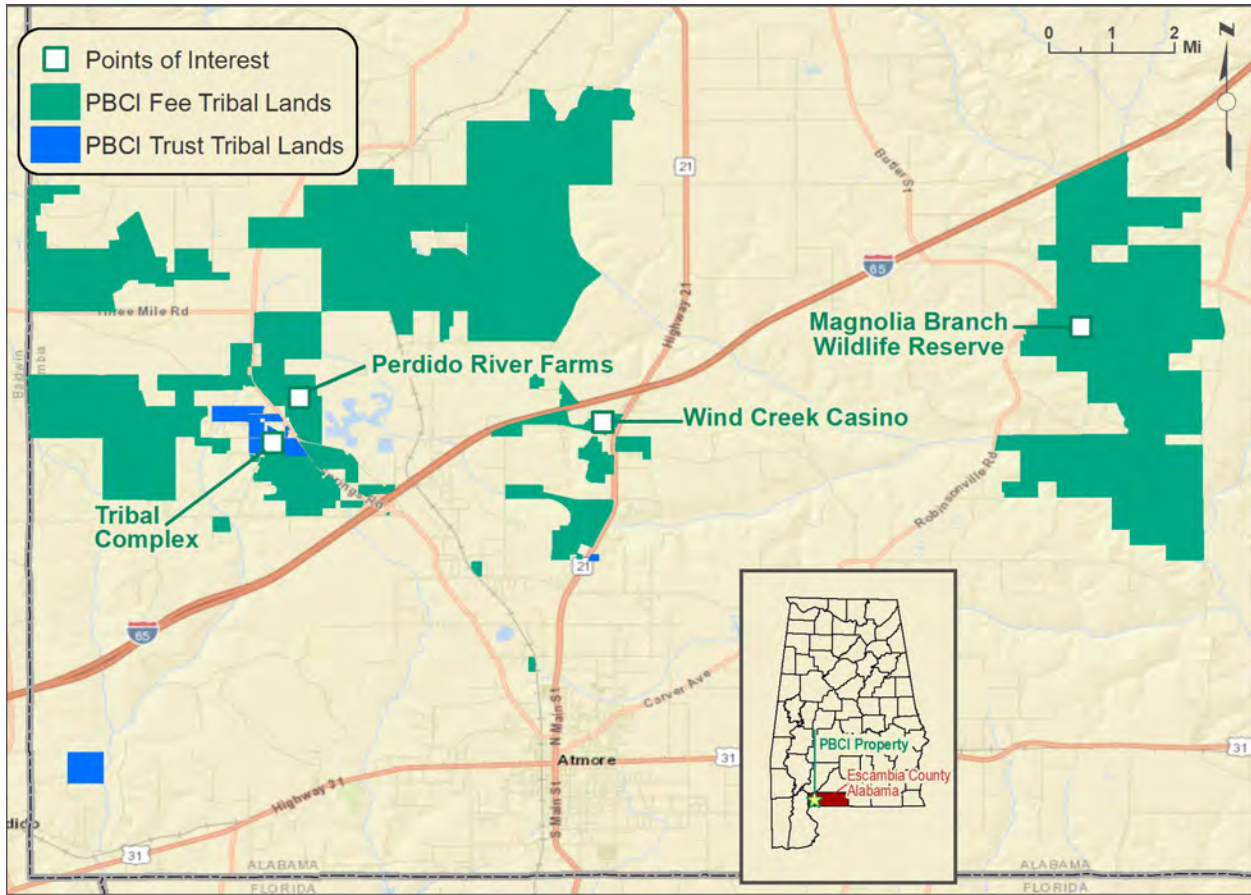 Points of Interest
PBCI Fee Tribal Lands
PBCI Trust Tribal Lands
0 1 2
Mi
N
21
Butler St
65
Highway 21
Three Mile Rd
Magnolia Branch
Wildlife Reserve
Baldwin
Perdido River Farms
Wind Creek Casino
Tribal
Complex
Robinsonville Rd
21
65
Carver Ave
N Main St
PBCI Property
Atmore
31
31
Escambia County
Alabama
Highway 31
S Main St
31
ALABAMA
FLORIDA
ALABAMA
FLORIDA